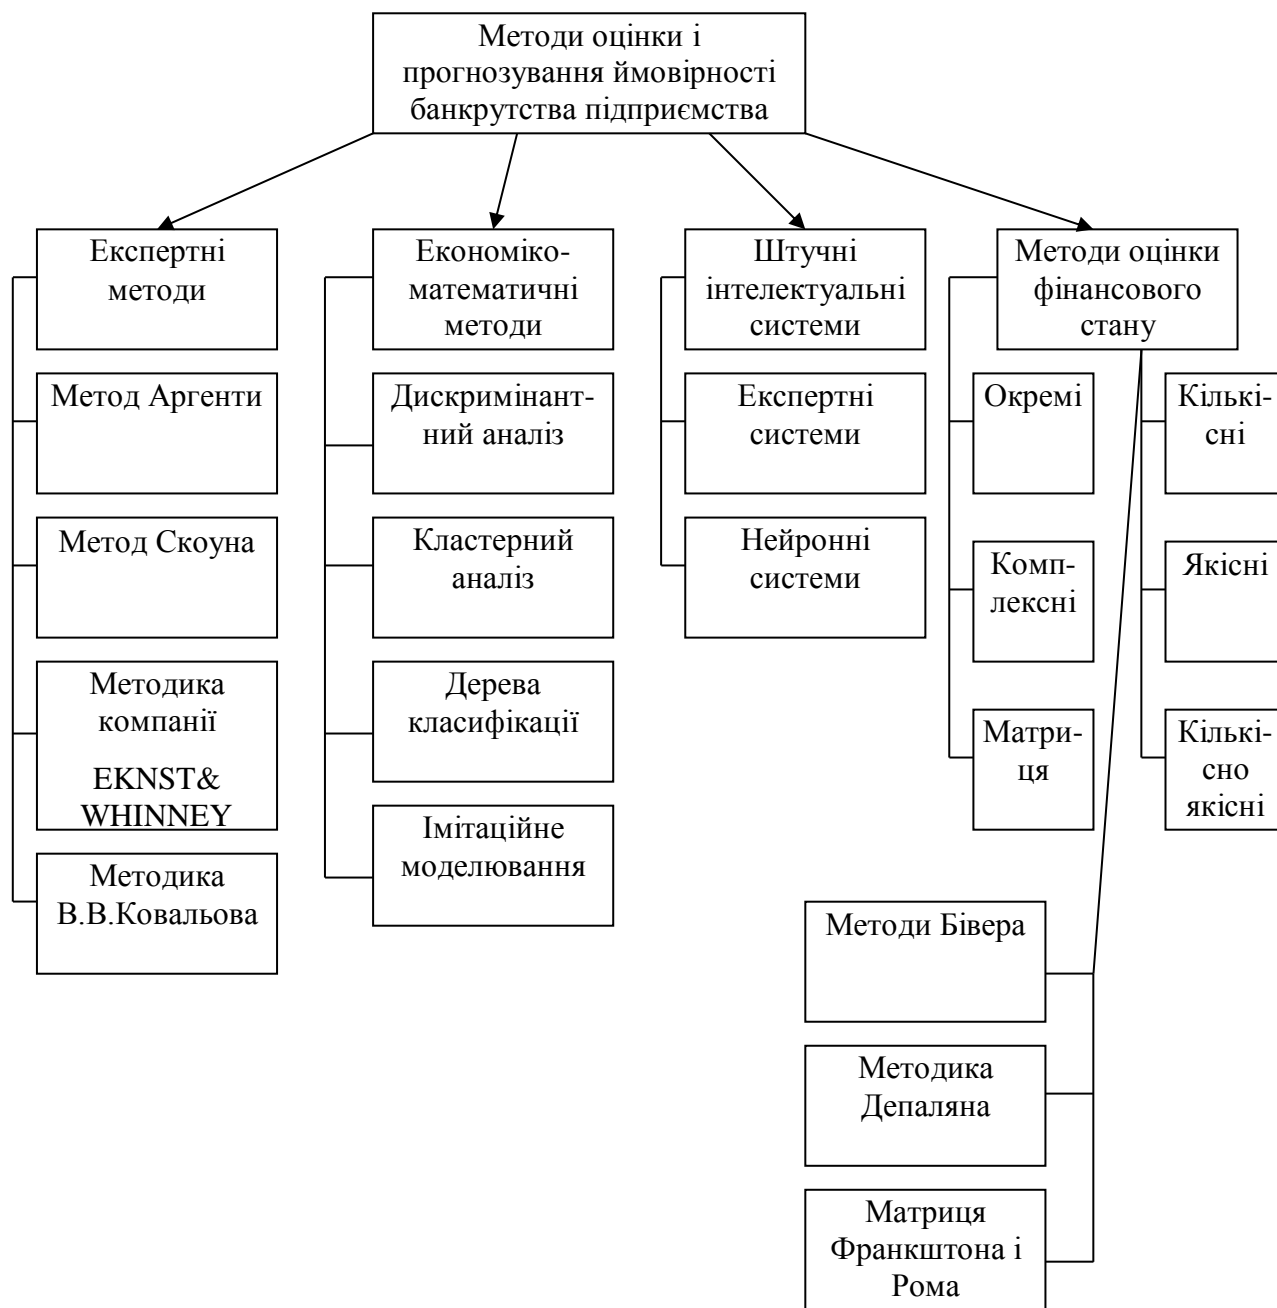 Методи оцінки і
прогнозування ймовірності
банкрутства підприємства
Експертні
методи
Метод Аргенти
Метод Скоуна
Методика
компанії
EKNST&
WHINNEY
Методика
В.В.Ковальова
Економіко-
математичні
методи
Дискримінант-
ний аналіз
Кластерний
аналіз
Дерева
класифікації
Імітаційне
моделювання
Штучні
інтелектуальні
системи
Експертні
системи
Нейронні
системи
Методи оцінки
фінансового
стану
Окремі
Комп-
лексні
Матри-
ця
Кількі-
сні
Якісні
Кількі-
сно
якісні
Методи Бівера
Методика
Депаляна
Матриця
Франкштона і
Рома